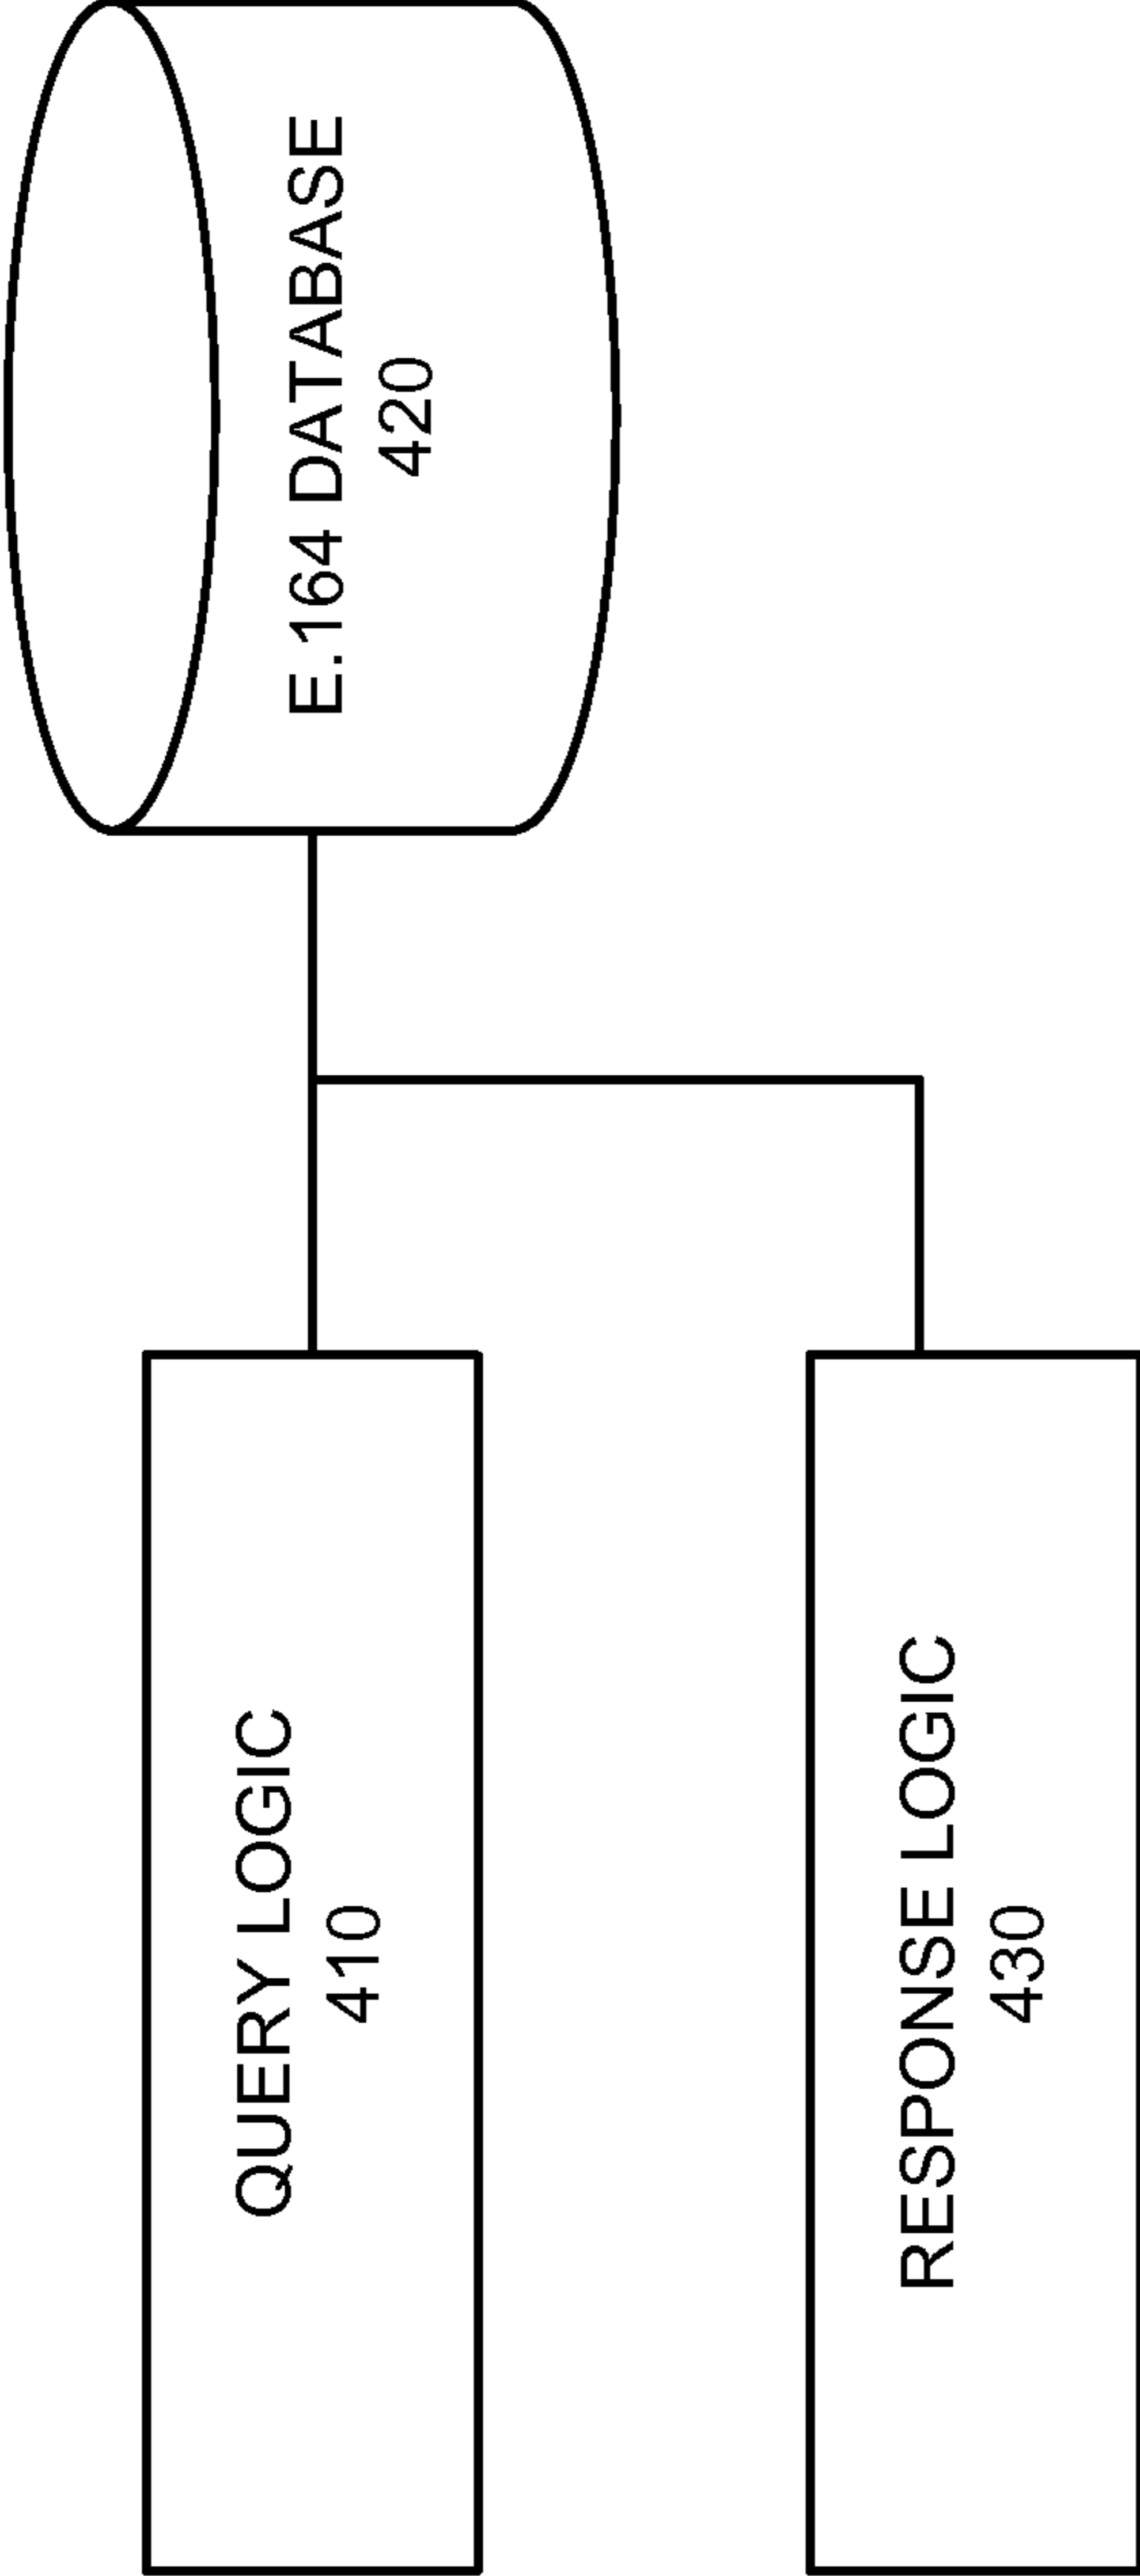 QUERY LOGIC
410
E.164 DATABASE
420
RESPONSE LOGIC
430